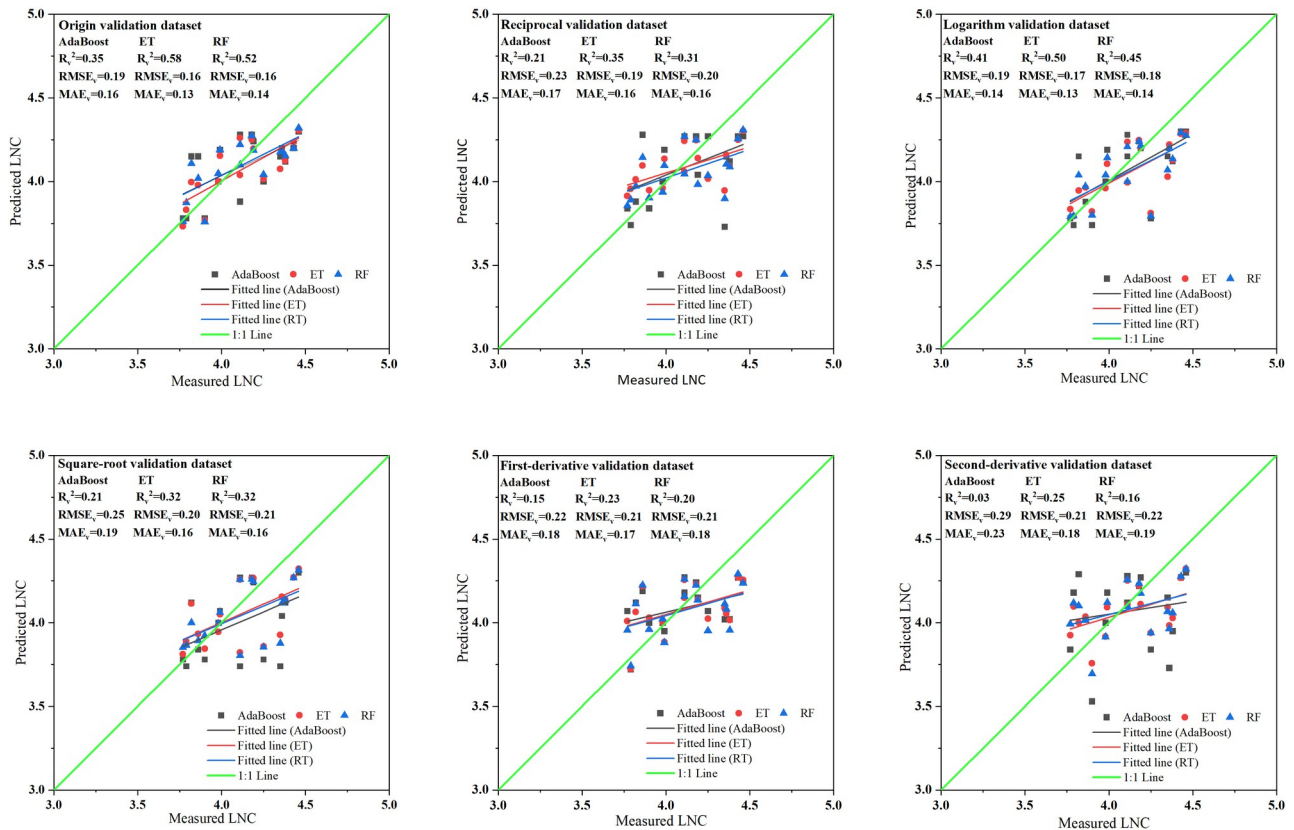 Origin validation dataset
AdaBoost ET RF
Rᵥ²=0.35 Rᵥ²=0.58 Rᵥ²=0.52
RMSEᵥ=0.19 RMSEᵥ=0.16 RMSEᵥ=0.16
MAEᵥ=0.16 MAEᵥ=0.13 MAEᵥ=0.14
5.0
4.5
4.0
3.5
3.0
Predicted LNC
AdaBoost ET RF
Fitted line (AdaBoost)
Fitted line (ET)
Fitted line (RT)
1:1 Line
3.0 3.5 4.0 4.5 5.0
Measured LNC
Reciprocal validation dataset
AdaBoost ET RF
Rᵥ²=0.21 Rᵥ²=0.35 Rᵥ²=0.31
RMSEᵥ=0.23 RMSEᵥ=0.19 RMSEᵥ=0.20
MAEᵥ=0.17 MAEᵥ=0.16 MAEᵥ=0.16
5.0
4.5
4.0
3.5
3.0
Predicted LNC
AdaBoost ET RF
Fitted line (AdaBoost)
Fitted line (ET)
Fitted line (RT)
1:1 Line
3.0 3.5 4.0 4.5 5.0
Measured LNC
Logarithm validation dataset
AdaBoost ET RF
Rᵥ²=0.41 Rᵥ²=0.50 Rᵥ²=0.45
RMSEᵥ=0.19 RMSEᵥ=0.17 RMSEᵥ=0.18
MAEᵥ=0.14 MAEᵥ=0.13 MAEᵥ=0.14
5.0
4.5
4.0
3.5
3.0
Predicted LNC
AdaBoost ET RF
Fitted line (AdaBoost)
Fitted line (ET)
Fitted line (RT)
1:1 Line
3.0 3.5 4.0 4.5 5.0
Measured LNC
Square-root validation dataset
AdaBoost ET RF
Rᵥ²=0.21 Rᵥ²=0.32 Rᵥ²=0.32
RMSEᵥ=0.25 RMSEᵥ=0.20 RMSEᵥ=0.21
MAEᵥ=0.19 MAEᵥ=0.16 MAEᵥ=0.16
5.0
4.5
4.0
3.5
3.0
Predicted LNC
AdaBoost ET RF
Fitted line (AdaBoost)
Fitted line (ET)
Fitted line (RT)
1:1 Line
3.0 3.5 4.0 4.5 5.0
Measured LNC
First-derivative validation dataset
AdaBoost ET RF
Rᵥ²=0.15 Rᵥ²=0.23 Rᵥ²=0.20
RMSEᵥ=0.22 RMSEᵥ=0.21 RMSEᵥ=0.21
MAEᵥ=0.18 MAEᵥ=0.17 MAEᵥ=0.18
5.0
4.5
4.0
3.5
3.0
Predicted LNC
AdaBoost ET RF
Fitted line (AdaBoost)
Fitted line (ET)
Fitted line (RT)
1:1 Line
3.0 3.5 4.0 4.5 5.0
Measured LNC
Second-derivative validation dataset
AdaBoost ET RF
Rᵥ²=0.03 Rᵥ²=0.25 Rᵥ²=0.16
RMSEᵥ=0.29 RMSEᵥ=0.21 RMSEᵥ=0.22
MAEᵥ=0.23 MAEᵥ=0.18 MAEᵥ=0.19
5.0
4.5
4.0
3.5
3.0
Predicted LNC
AdaBoost ET RF
Fitted line (AdaBoost)
Fitted line (ET)
Fitted line (RT)
1:1 Line
3.0 3.5 4.0 4.5 5.0
Measured LNC